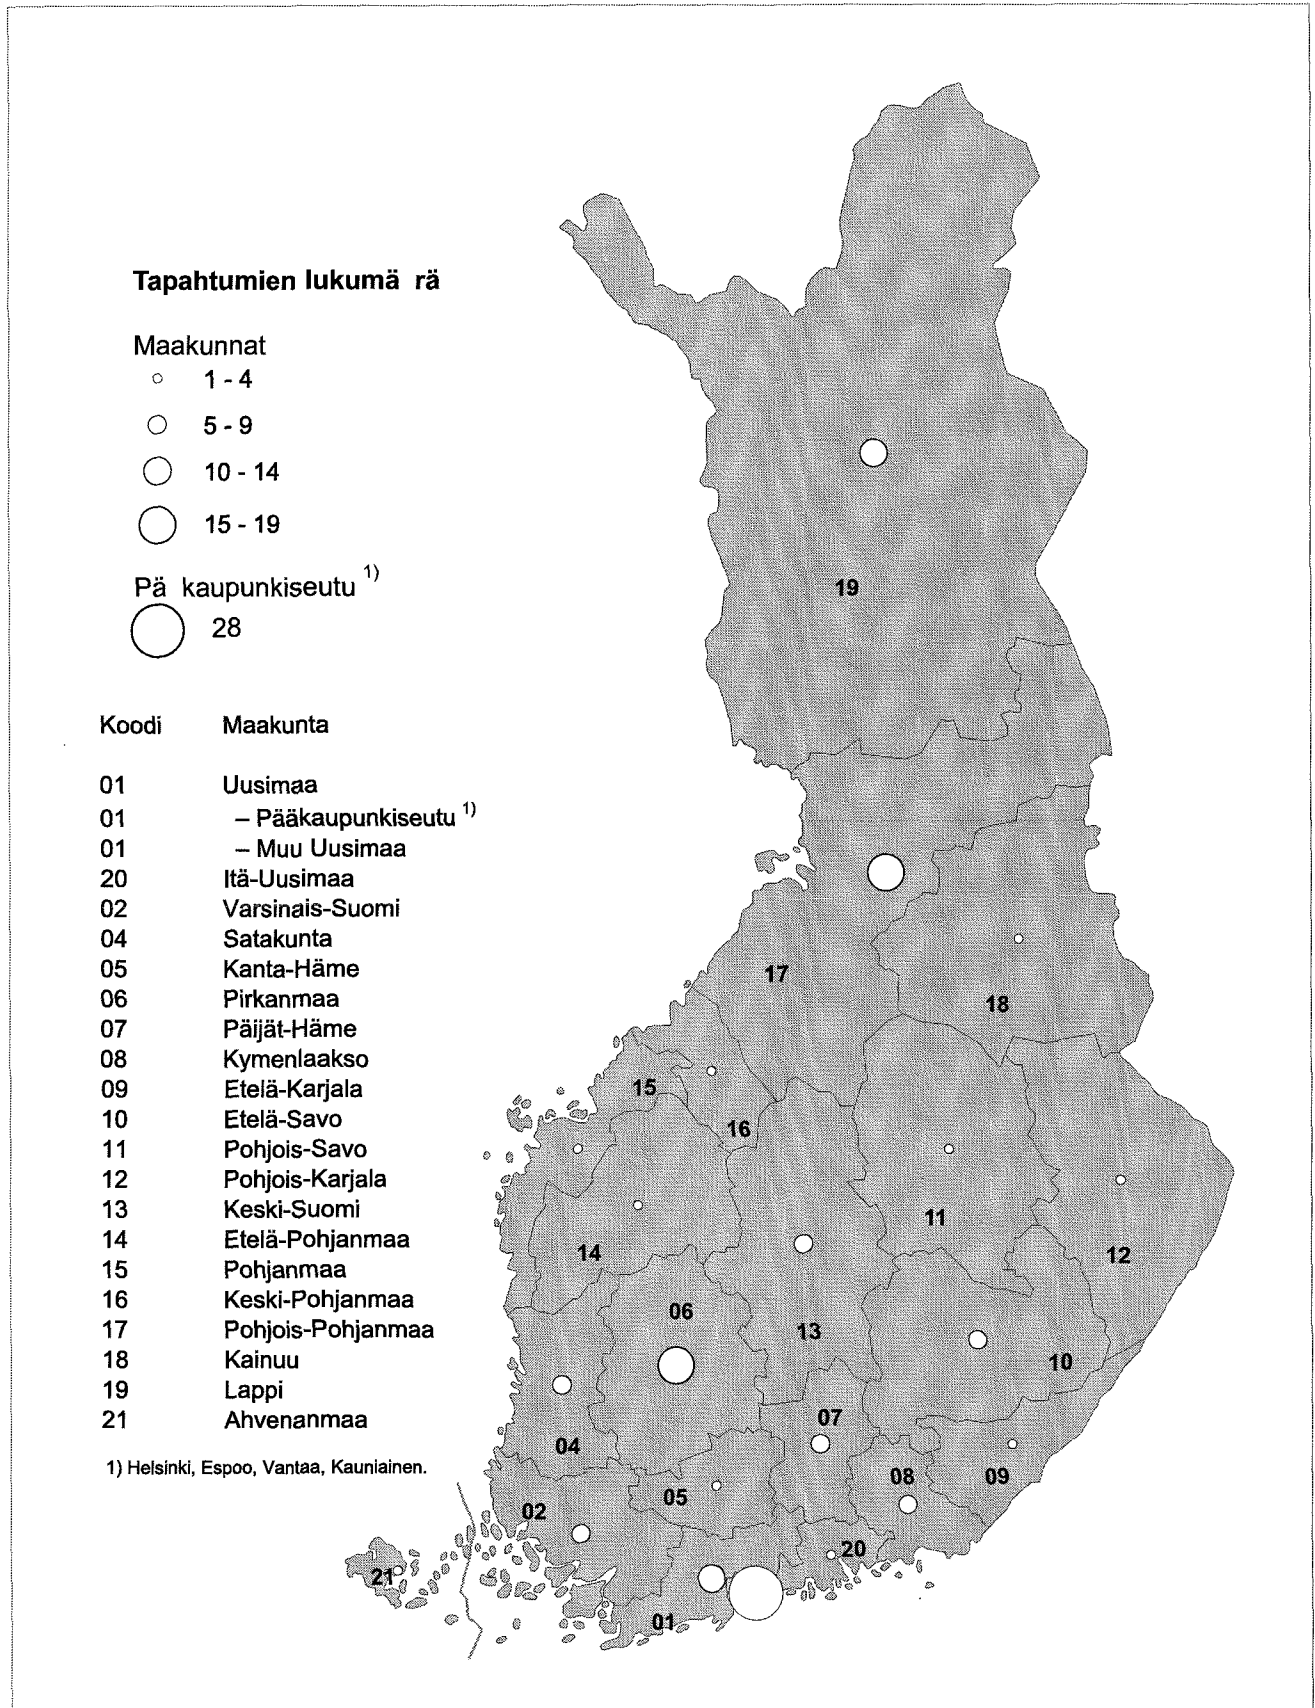 Tapahtumien lukumä rä
Maakunnat
1 - 4
5 - 9
10 - 14
15 - 19
Pä kaupunkiseutu 1)
28
Koodi Maakunta
01 Uusimaa
01 – Pääkaupunkiseutu 1)
01 – Muu Uusimaa
20 Itä-Uusimaa
02 Varsinais-Suomi
04 Satakunta
05 Kanta-Häme
06 Pirkanmaa
07 Päijät-Häme
08 Kymenlaakso
09 Etelä-Karjala
10 Etelä-Savo
11 Pohjois-Savo
12 Pohjois-Karjala
13 Keski-Suomi
14 Etelä-Pohjanmaa
15 Pohjanmaa
16 Keski-Pohjanmaa
17 Pohjois-Pohjanmaa
18 Kainuu
19 Lappi
21 Ahvenanmaa
1) Helsinki, Espoo, Vantaa, Kauniainen.
19
17
18
15
16
11
14
12
06
13
10
07
04
08
09
05
02
20
21
01